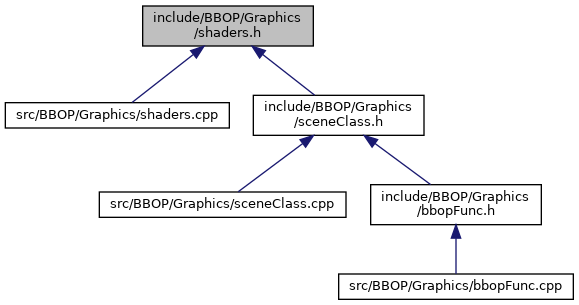 include/BBOP/Graphics
/shaders.h
src/BBOP/Graphics/shaders.cpp
include/BBOP/Graphics
/sceneClass.h
src/BBOP/Graphics/sceneClass.cpp
include/BBOP/Graphics
/bbopFunc.h
src/BBOP/Graphics/bbopFunc.cpp